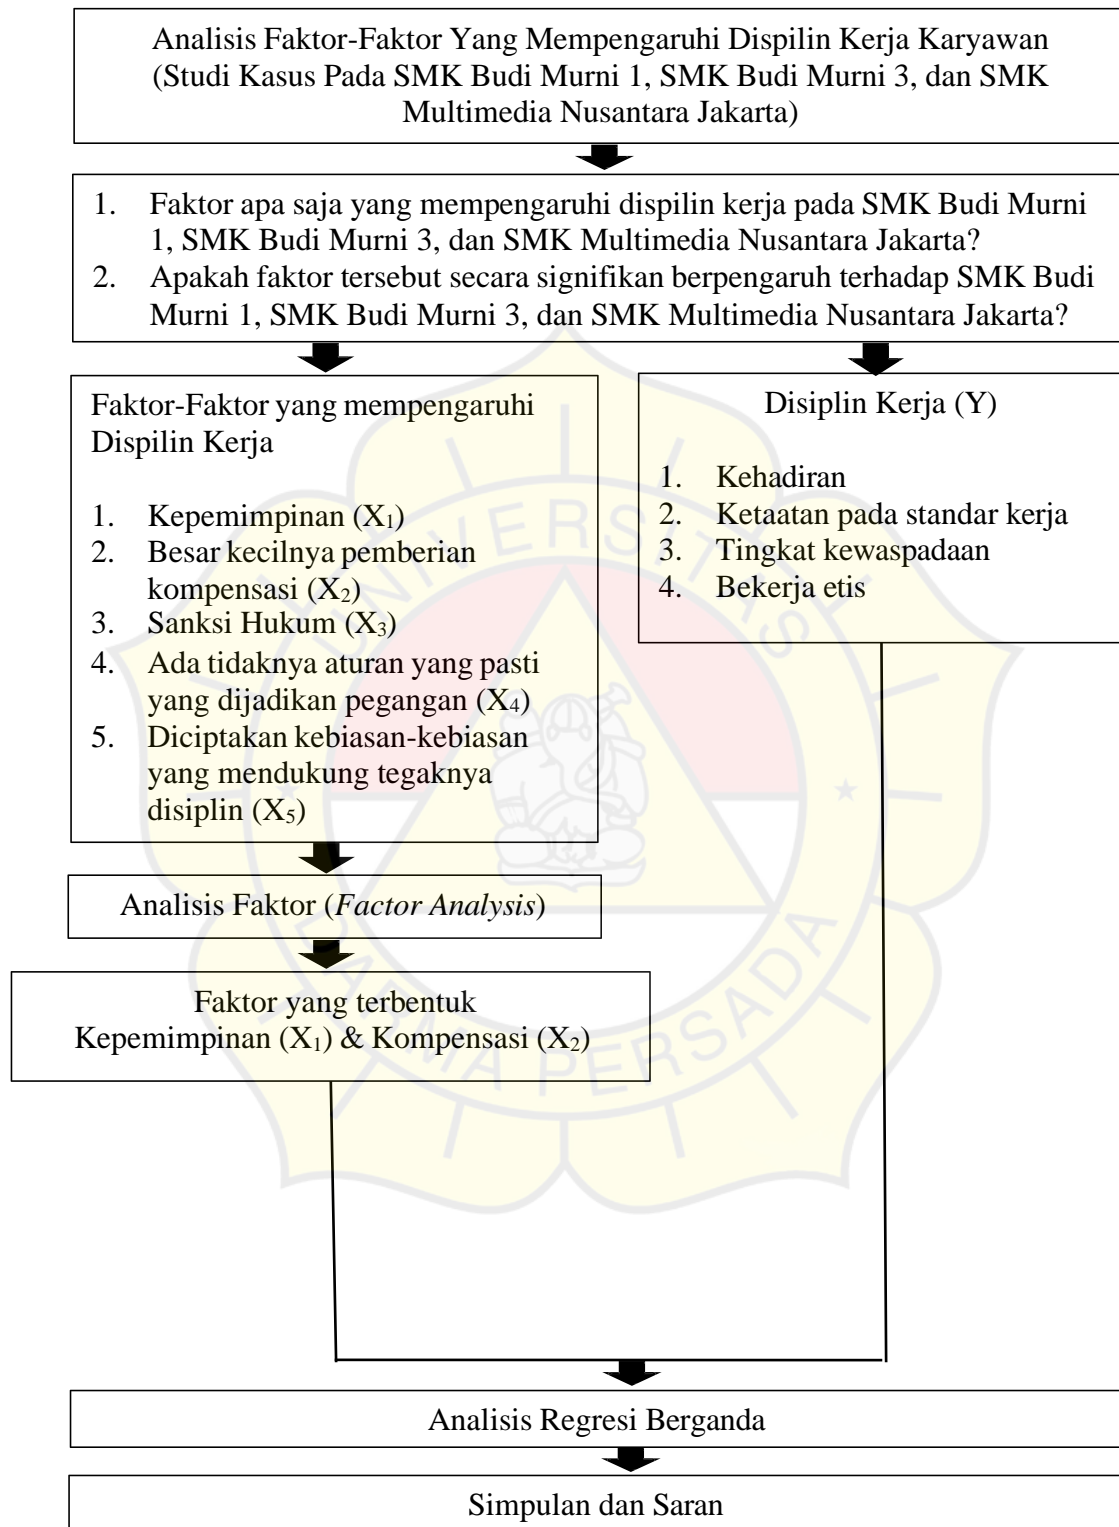 Analisis Faktor-Faktor Yang Mempengaruhi Dispilin Kerja Karyawan
(Studi Kasus Pada SMK Budi Murni 1, SMK Budi Murni 3, dan SMK
Multimedia Nusantara Jakarta)
1. Faktor apa saja yang mempengaruhi dispilin kerja pada SMK Budi Murni
1, SMK Budi Murni 3, dan SMK Multimedia Nusantara Jakarta?
2. Apakah faktor tersebut secara signifikan berpengaruh terhadap SMK Budi
Murni 1, SMK Budi Murni 3, dan SMK Multimedia Nusantara Jakarta?
Faktor-Faktor yang mempengaruhi
Dispilin Kerja
1. Kepemimpinan (X₁)
2. Besar kecilnya pemberian
kompensasi (X₂)
3. Sanksi Hukum (X₃)
4. Ada tidaknya aturan yang pasti
yang dijadikan pegangan (X₄)
5. Diciptakan kebiasan-kebiasan
yang mendukung tegaknya
disiplin (X₅)
Disiplin Kerja (Y)
1. Kehadiran
2. Ketaatan pada standar kerja
3. Tingkat kewaspadaan
4. Bekerja etis
Analisis Faktor (Factor Analysis)
Faktor yang terbentuk
Kepemimpinan (X₁) & Kompensasi (X₂)
Analisis Regresi Berganda
Simpulan dan Saran
UNIVERSITAS
DARMA PERSADA